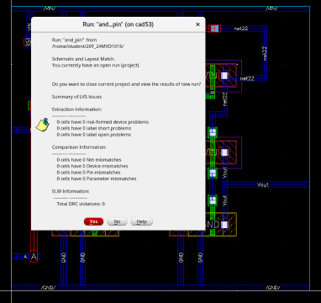 Run: "and_pin" (on cad53)
Run: "and_pin" from
Schematic and Layout Match.
You currently have an open run (project).
Do you want to close current project and view the results of new run?
Summary of LVS Issues
Extraction Information:
0 cells have 0 mal-formed device problems
0 cells have 0 label short problems
0 cells have 0 label open problems
Comparison Information:
0 cells have 0 Net mismatches
0 cells have 0 Device mismatches
0 cells have 0 Pin mismatches
0 cells have 0 Parameter mismatches
ELW Information:
Total DRC violations: 0
Yes
No
Help
net22
net22
net22
Vout
Vout
Vout
A
A
GND
GND
GND
GND
GND